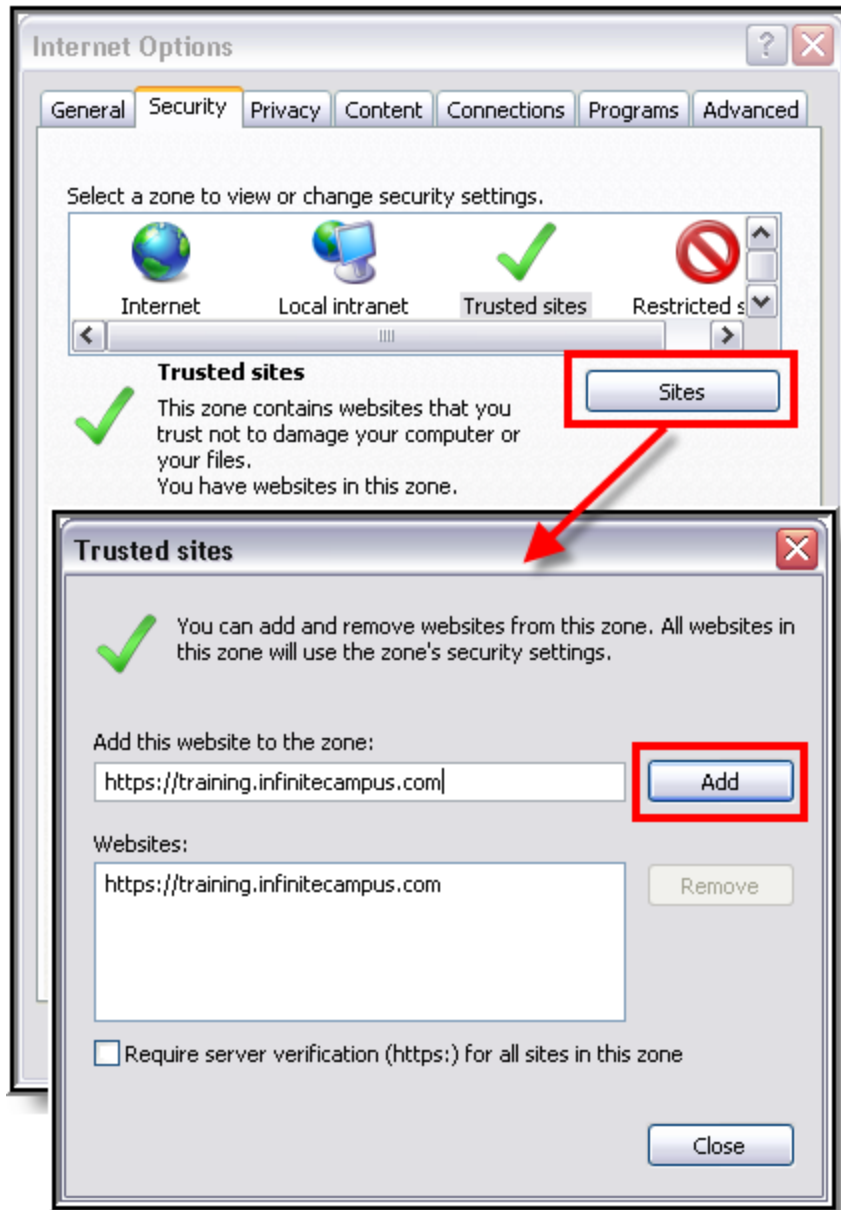 Internet Options
General Security Privacy Content Connections Programs Advanced
Select a zone to view or change security settings.
Internet Local intranet Trusted sites Restricted s
Trusted sites
Sites
This zone contains websites that you
trust not to damage your computer or
your files.
You have websites in this zone.
Trusted sites
You can add and remove websites from this zone. All websites in
this zone will use the zone's security settings.
Add this website to the zone:
https://training.infinitecampus.com Add
Websites:
https://training.infinitecampus.com Remove
Require server verification (https:) for all sites in this zone
Close